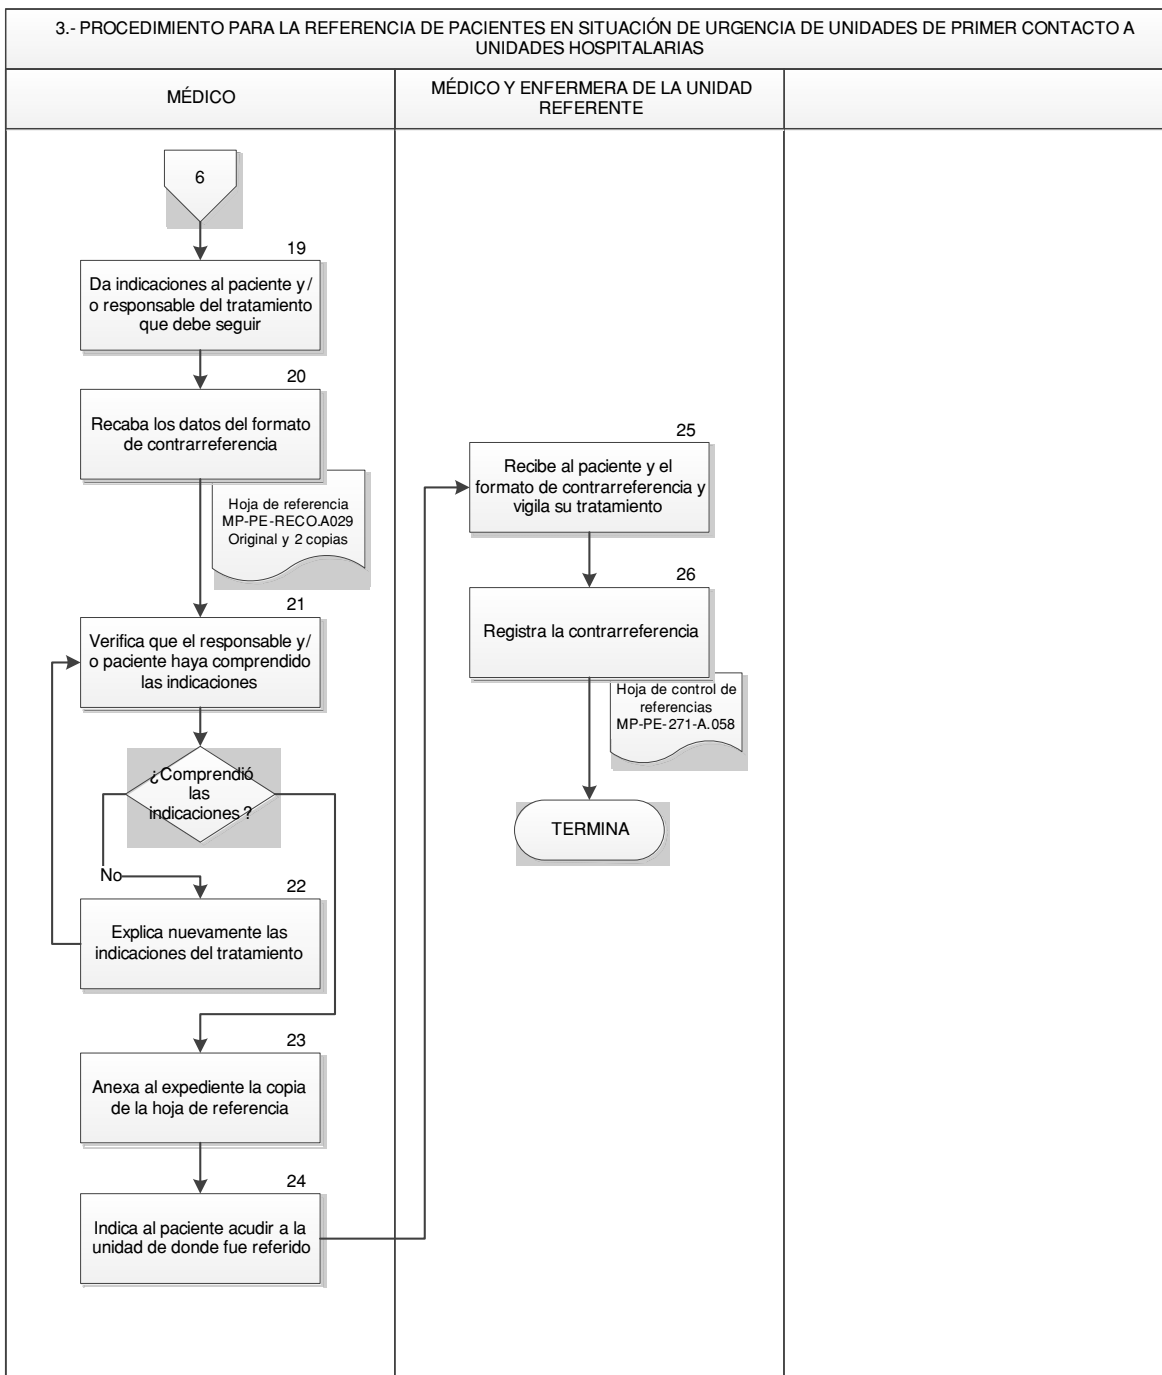 3.- PROCEDIMIENTO PARA LA REFERENCIA DE PACIENTES EN SITUACIÓN DE URGENCIA DE UNIDADES DE PRIMER CONTACTO A
UNIDADES HOSPITALARIAS
MÉDICO
MÉDICO Y ENFERMERA DE LA UNIDAD
REFERENTE
6
19
Da indicaciones al paciente y/
o responsable del tratamiento
que debe seguir
20
Recaba los datos del formato
de contrarreferencia
Hoja de referencia
MP-PE-RECO.A029
Original y 2 copias
21
Verifica que el responsable y/
o paciente haya comprendido
las indicaciones
¿Comprendió
las
indicaciones?
No
22
Explica nuevamente las
indicaciones del tratamiento
23
Anexa al expediente la copia
de la hoja de referencia
24
Indica al paciente acudir a la
unidad de donde fue referido
25
Recibe al paciente y el
formato de contrarreferencia y
vigila su tratamiento
26
Registra la contrarreferencia
Hoja de control de
referencias
MP-PE-271-A.058
TERMINA